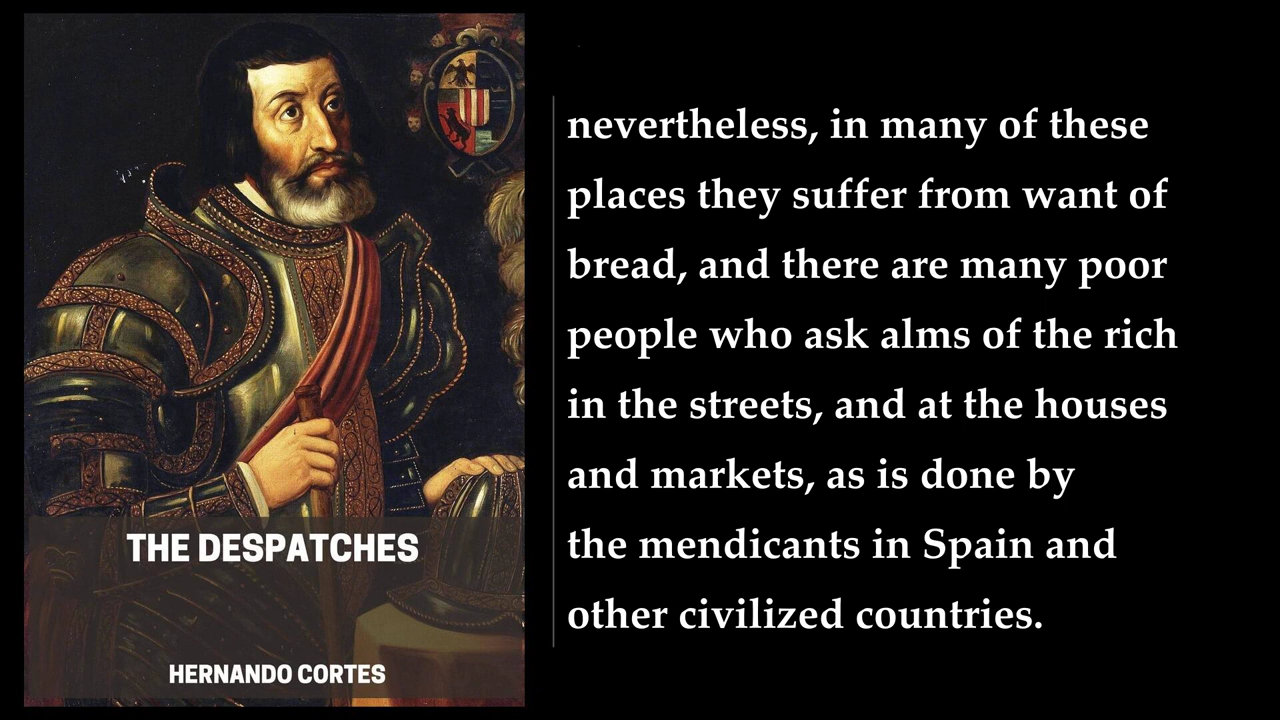 THE DESPATCHES
HERNANDO CORTES
nevertheless, in many of these
places they suffer from want of
bread, and there are many poor
people who ask alms of the rich
in the streets, and at the houses
and markets, as is done by
the mendicants in Spain and
other civilized countries.